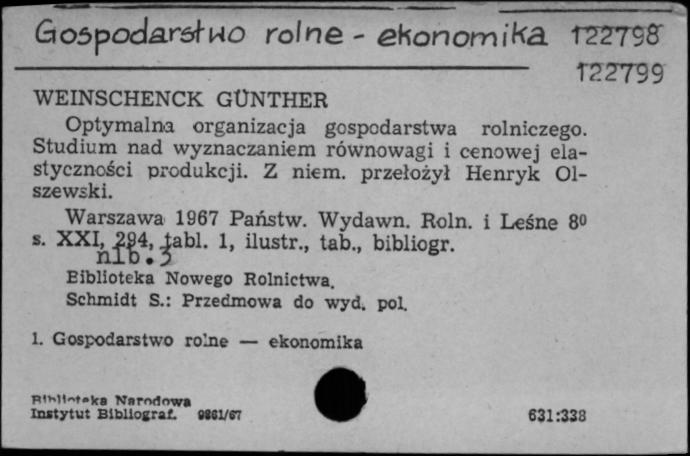 Gospodarstwo rolne - ekonomika 122798
122799
WEINSCHENCK GÜNTHER
Optymalna organizacja gospodarstwa rolniczego.
Studium nad wyznaczaniem równowagi i cenowej ela-
styczności produkcji. Z niem. przełożył Henryk Ol-
szewski.
Warszawa 1967 Państw. Wydawn. Roln. i Leśne 8⁰
s. XXI, 294, tabl. 1, ilustr., tab., bibliogr.
nlb. 3
Biblioteka Nowego Rolnictwa.
Schmidt S.: Przedmowa do wyd. pol.
1. Gospodarstwo rolne — ekonomika
Biblioteka Narodowa
Instytut Bibliograf. 9861/67 631:338